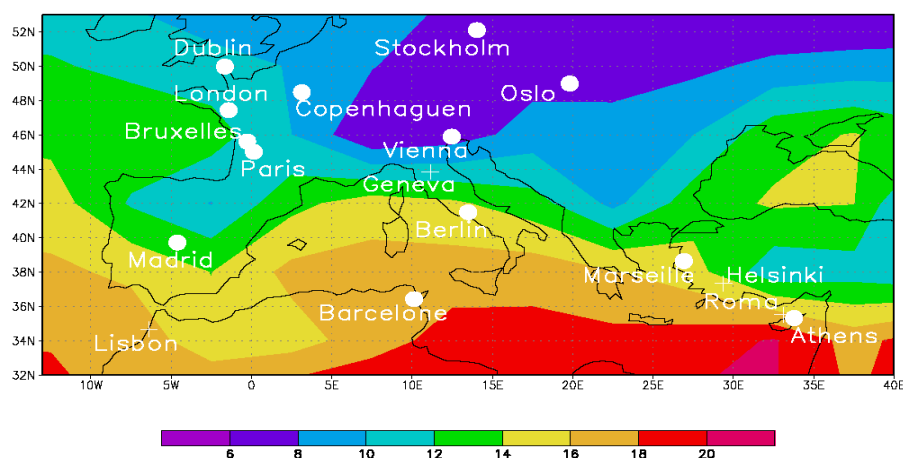 52N
Dublin
Stockholm
50N
London
Oslo
48N
Copenhaguen
Bruxelles
46N
Paris
Vienna
44N
Geneva
42N
Berlin
40N
Madrid
Marseille
Helsinki
38N
Roma
36N
Barcelone
Lisbon
Athens
34N
32N
10W
5W
0
5E
10E
15E
20E
25E
30E
35E
40E
6
8
10
12
14
16
18
20